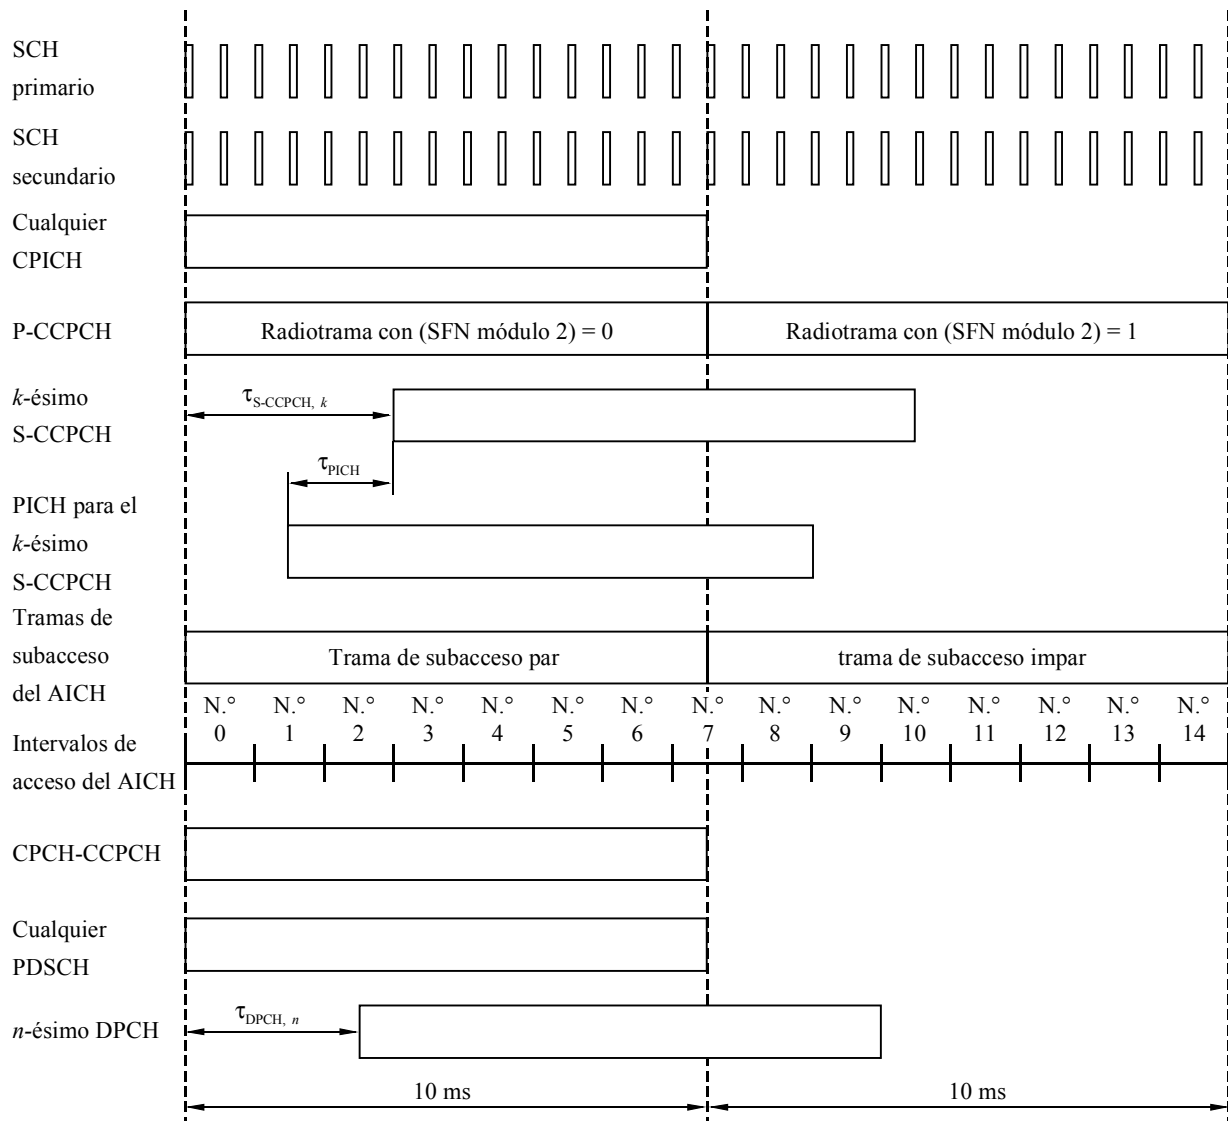 SCH
primario
SCH
secundario
Cualquier
CPICH
P-CCPCH
Radiotrama con (SFN módulo 2) = 0
Radiotrama con (SFN módulo 2) = 1
k-ésimo
S-CCPCH
τS-CCPCH, k
τPICH
PICH para el
k-ésimo
S-CCPCH
Tramas de
subacceso
del AICH
Trama de subacceso par
trama de subacceso impar
N.° N.° N.° N.° N.° N.° N.° N.° N.° N.° N.° N.° N.° N.° N.°
0 1 2 3 4 5 6 7 8 9 10 11 12 13 14
Intervalos de
acceso del AICH
CPCH-CCPCH
Cualquier
PDSCH
n-ésimo DPCH
τDPCH, n
10 ms
10 ms